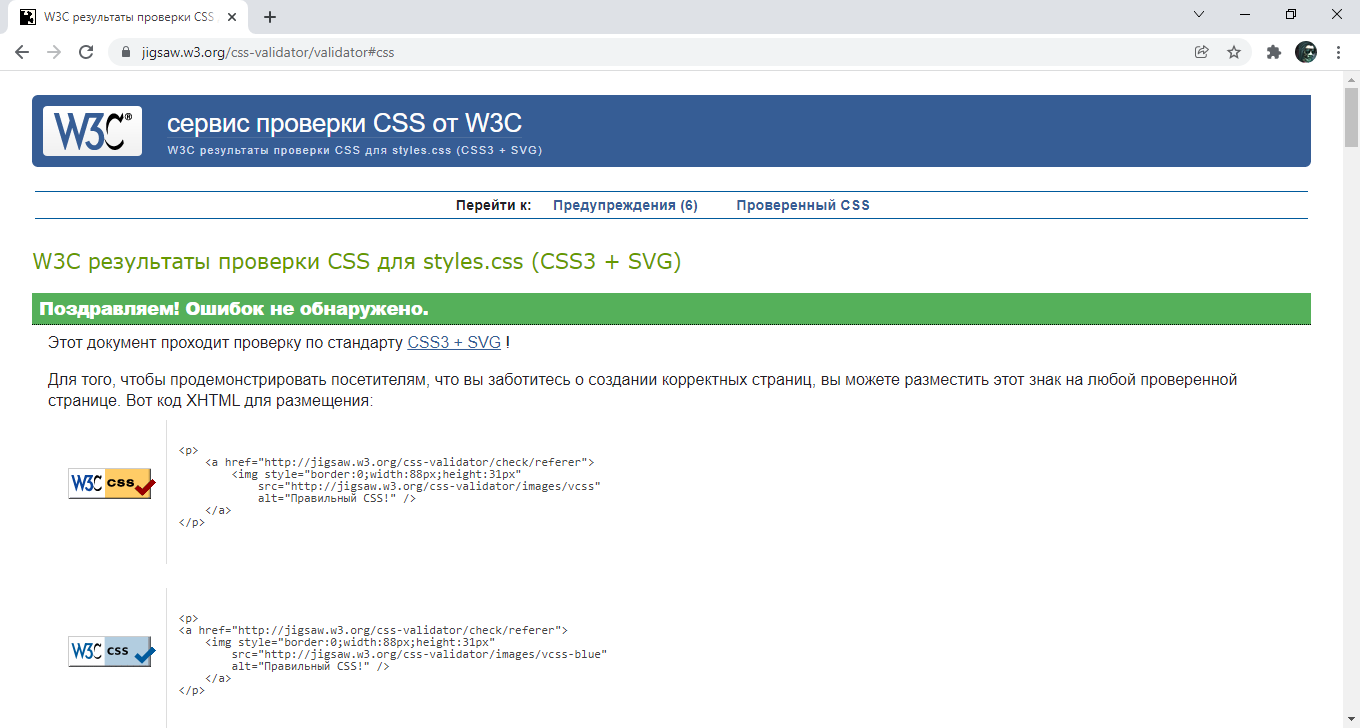 W3C результаты проверки CSS
jigsaw.w3.org/css-validator/validator#css
W3C®
сервис проверки CSS от W3C
W3C результаты проверки CSS для styles.css (CSS3 + SVG)
Перейти к: Предупреждения (6) Проверенный CSS
W3C результаты проверки CSS для styles.css (CSS3 + SVG)
Поздравляем! Ошибок не обнаружено.
Этот документ проходит проверку по стандарту CSS3 + SVG !
Для того, чтобы продемонстрировать посетителям, что вы заботитесь о создании корректных страниц, вы можете разместить этот знак на любой проверенной
странице. Вот код XHTML для размещения:
W3C css
<p>
<a href="http://jigsaw.w3.org/css-validator/check/referer">
<img style="border:0;width:88px;height:31px"
src="http://jigsaw.w3.org/css-validator/images/vcss"
alt="Правильный CSS!" />
</a>
</p>
W3C css
<p>
<a href="http://jigsaw.w3.org/css-validator/check/referer">
<img style="border:0;width:88px;height:31px"
src="http://jigsaw.w3.org/css-validator/images/vcss-blue"
alt="Правильный CSS!" />
</a>
</p>